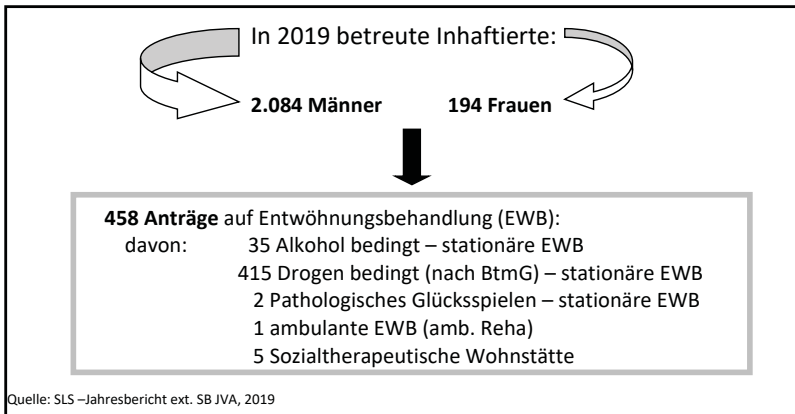 In 2019 betreute Inhaftierte:
2.084 Männer 194 Frauen
458 Anträge auf Entwöhnungsbehandlung (EWB):
davon: 35 Alkohol bedingt – stationäre EWB
415 Drogen bedingt (nach BtmG) – stationäre EWB
2 Pathologisches Glücksspielen – stationäre EWB
1 ambulante EWB (amb. Reha)
5 Sozialtherapeutische Wohnstätte
Quelle: SLS –Jahresbericht ext. SB JVA, 2019